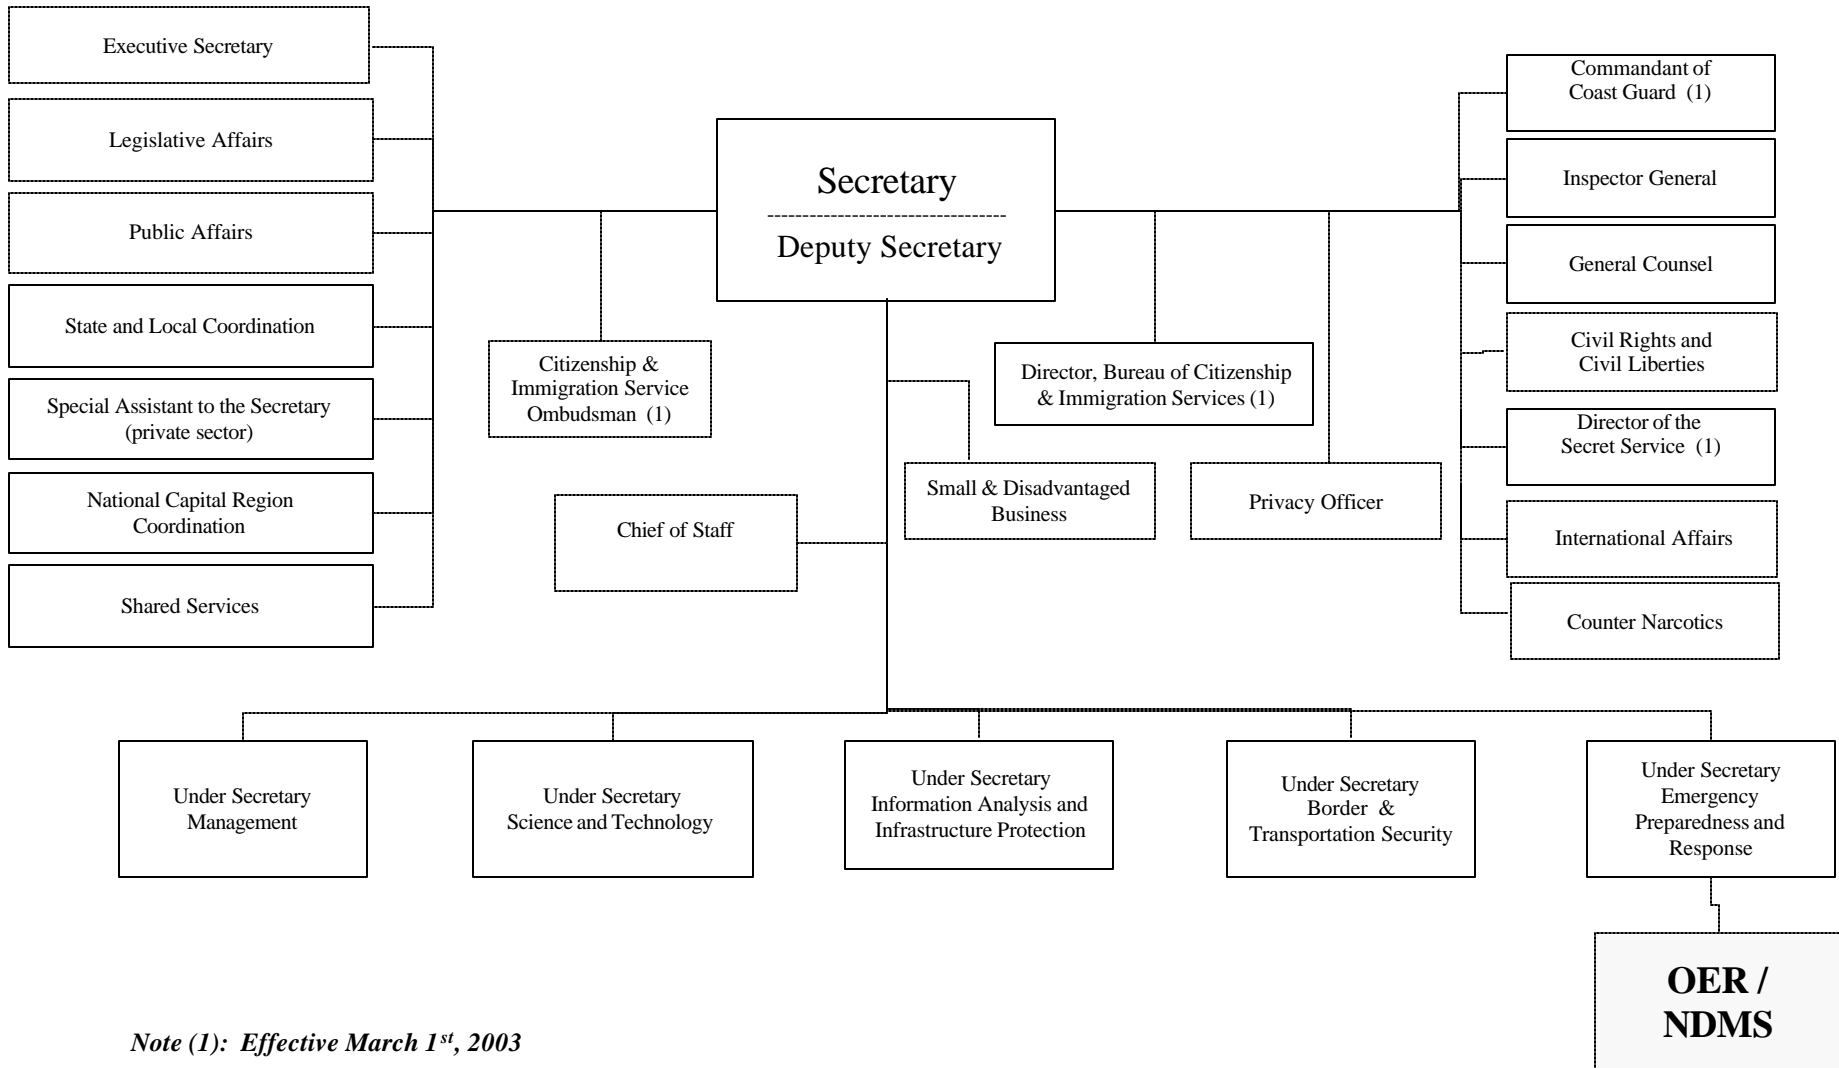 Executive Secretary
Legislative Affairs
Public Affairs
State and Local Coordination
Special Assistant to the Secretary
(private sector)
National Capital Region
Coordination
Shared Services
Secretary
Deputy Secretary
Citizenship &
Immigration Service
Ombudsman (1)
Chief of Staff
Director, Bureau of Citizenship
& Immigration Services (1)
Small & Disadvantaged
Business
Privacy Officer
Commandant of
Coast Guard (1)
Inspector General
General Counsel
Civil Rights and
Civil Liberties
Director of the
Secret Service (1)
International Affairs
Counter Narcotics
Under Secretary
Management
Under Secretary
Science and Technology
Under Secretary
Information Analysis and
Infrastructure Protection
Under Secretary
Border &
Transportation Security
Under Secretary
Emergency
Preparedness and
Response
OER /
NDMS
Note (1): Effective March 1st, 2003